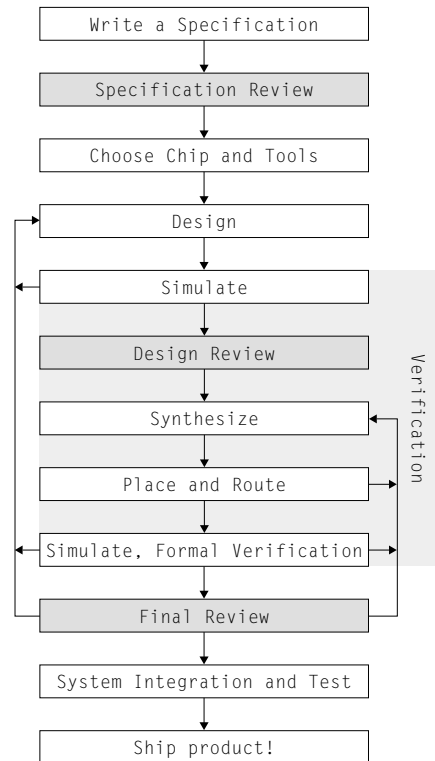 Write a Specification
Specification Review
Choose Chip and Tools
Design
Simulate
Design Review
Verification
Synthesize
Place and Route
Simulate, Formal Verification
Final Review
System Integration and Test
Ship product!